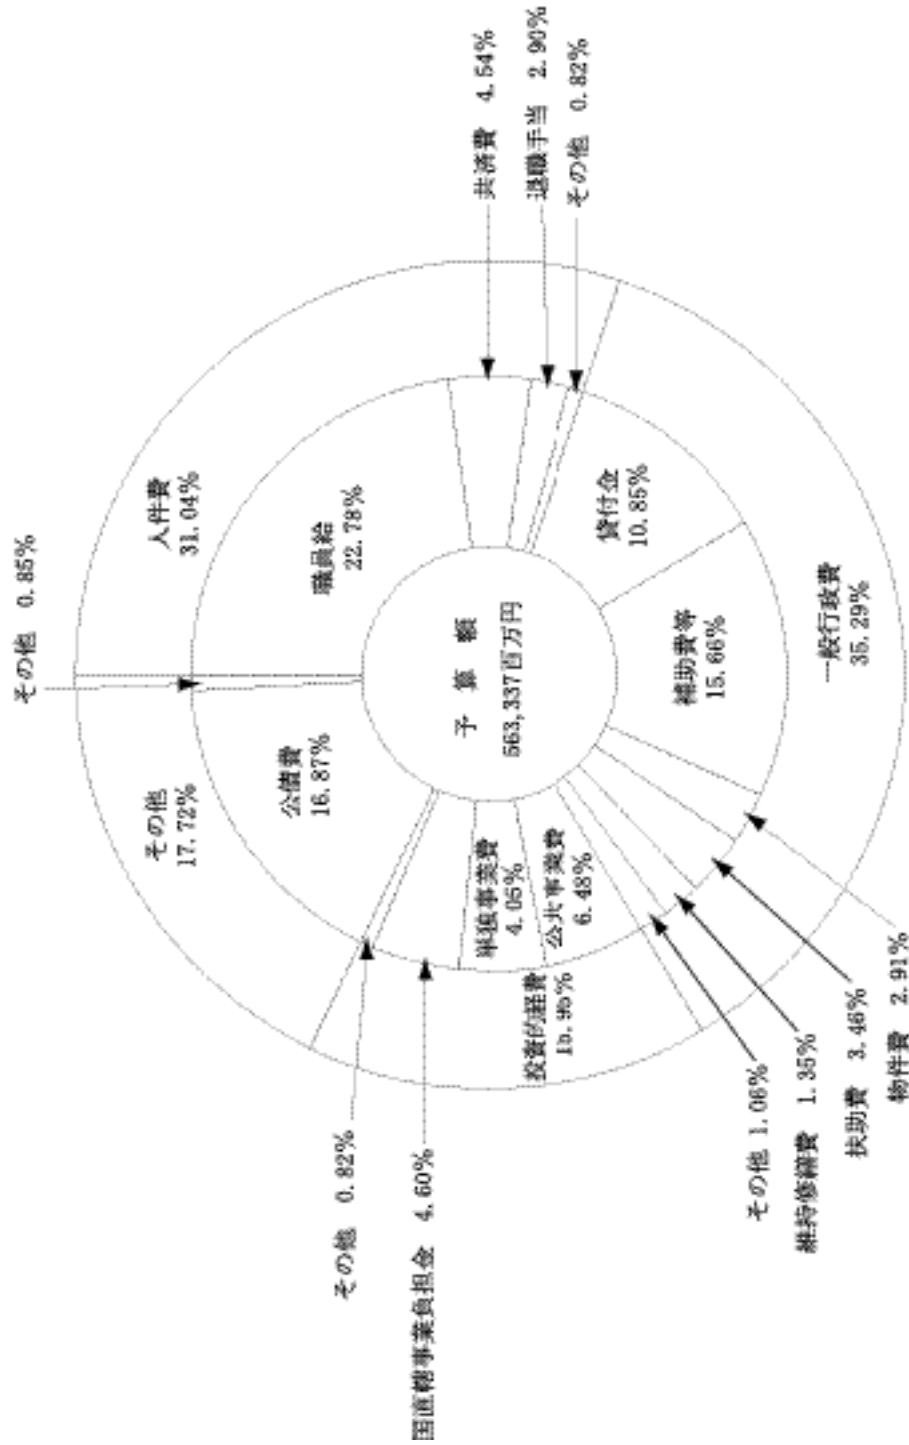 予 算 額
563,337百万円
人件費
31.04%
職員給
22.78%
共済費 4.54%
退職手当 2.90%
その他 0.82%
一般行政費
35.29%
貸付金
10.85%
補助費等
15.66%
物件費 2.91%
扶助費 3.46%
維持修繕費 1.35%
その他 1.06%
投資的経費
15.95%
公共事業費
6.48%
単独事業費
4.05%
国直轄事業負担金 4.60%
その他 0.82%
その他
17.72%
公債費
16.87%
その他 0.85%